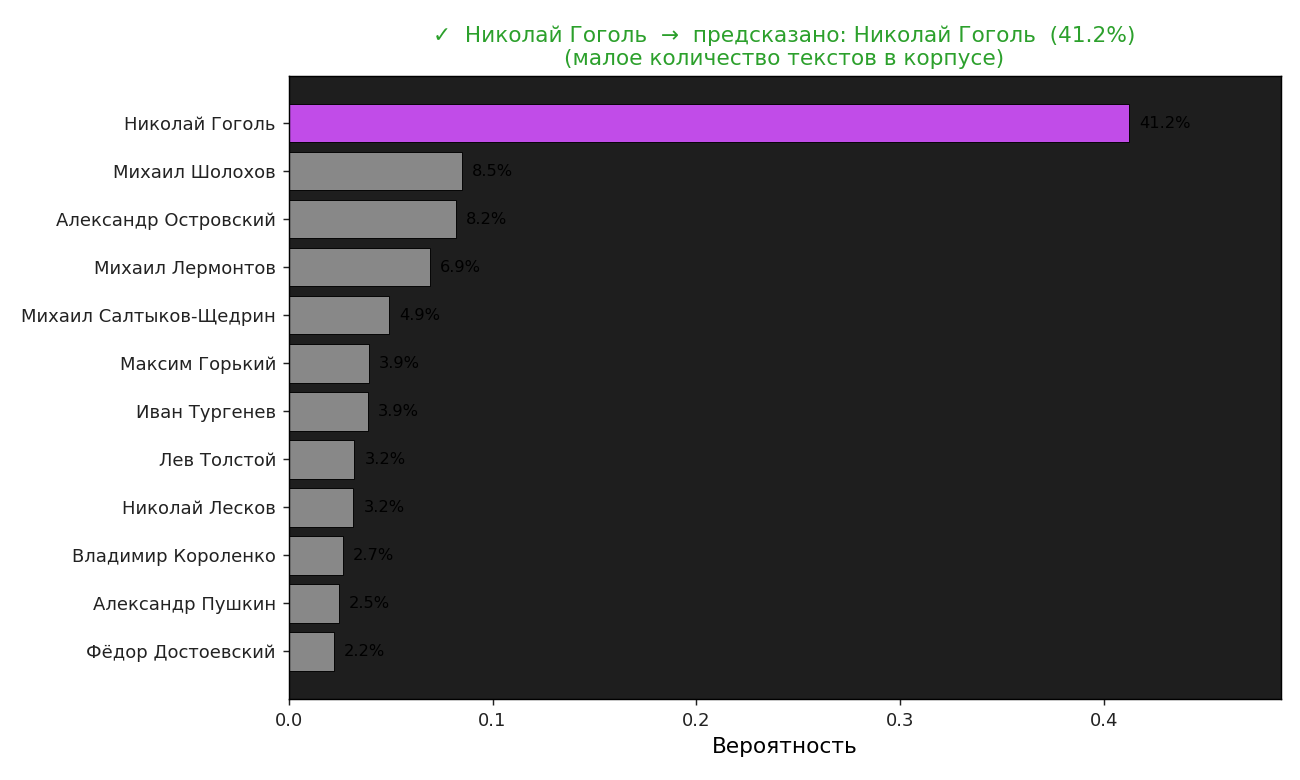 ✓ Николай Гоголь → предсказано: Николай Гоголь (41.2%)
(малое количество текстов в корпусе)
Николай Гоголь 41.2%
Михаил Шолохов 8.5%
Александр Островский 8.2%
Михаил Лермонтов 6.9%
Михаил Салтыков-Щедрин 4.9%
Максим Горький 3.9%
Иван Тургенев 3.9%
Лев Толстой 3.2%
Николай Лесков 3.2%
Владимир Короленко 2.7%
Александр Пушкин 2.5%
Фёдор Достоевский 2.2%
0.0 0.1 0.2 0.3 0.4
Вероятность